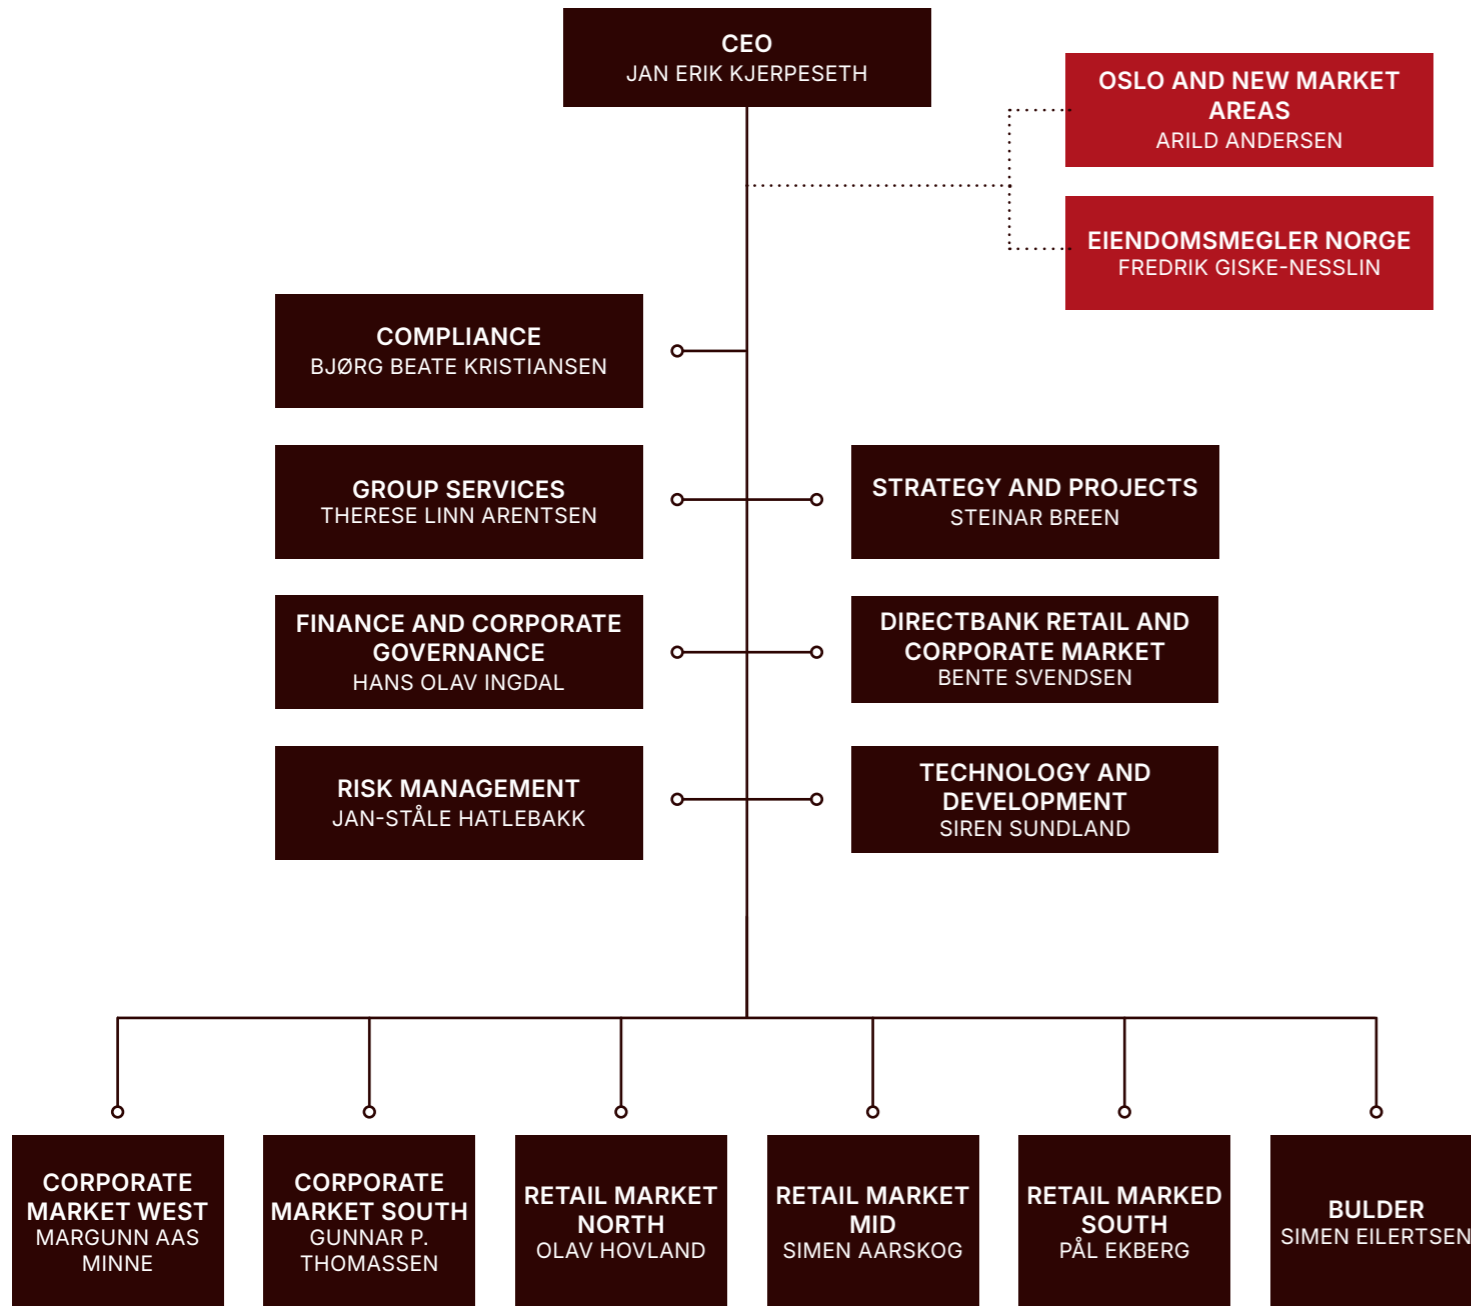 CEO
JAN ERIK KJERPESETH
OSLO AND NEW MARKET
AREAS
ARILD ANDERSEN
EIENDOMSMEGLER NORGE
FREDRIK GISKE-NESSLIN
COMPLIANCE
BJØRG BEATE KRISTIANSEN
GROUP SERVICES
THERESE LINN ARENTSEN
STRATEGY AND PROJECTS
STEINAR BREEN
FINANCE AND CORPORATE
GOVERNANCE
HANS OLAV INGDAL
DIRECTBANK RETAIL AND
CORPORATE MARKET
BENTE SVENDSEN
RISK MANAGEMENT
JAN-STÅLE HATLEBAKK
TECHNOLOGY AND
DEVELOPMENT
SIREN SUNDLAND
CORPORATE
MARKET WEST
MARGUNN AAS
MINNE
CORPORATE
MARKET SOUTH
GUNNAR P.
THOMASSEN
RETAIL MARKET
NORTH
OLAV HOVLAND
RETAIL MARKET
MID
SIMEN AARSKOG
RETAIL MARKED
SOUTH
PÅL EKBERG
BULDER
SIMEN EILERTSEN